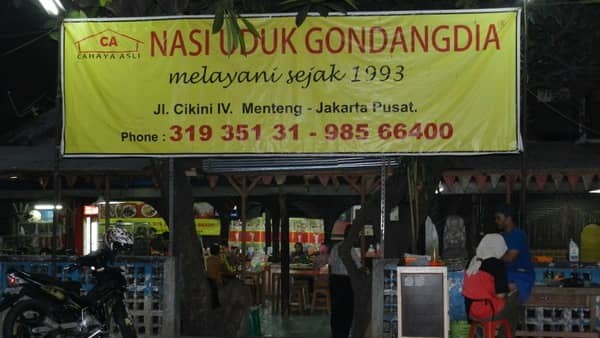 CA
CAHAYA ASLI
NASI UDUK GONDANGDIA
melayani sejak 1993
Jl. Cikini IV. Menteng - Jakarta Pusat.
Phone : 319 351 31 - 985 66400